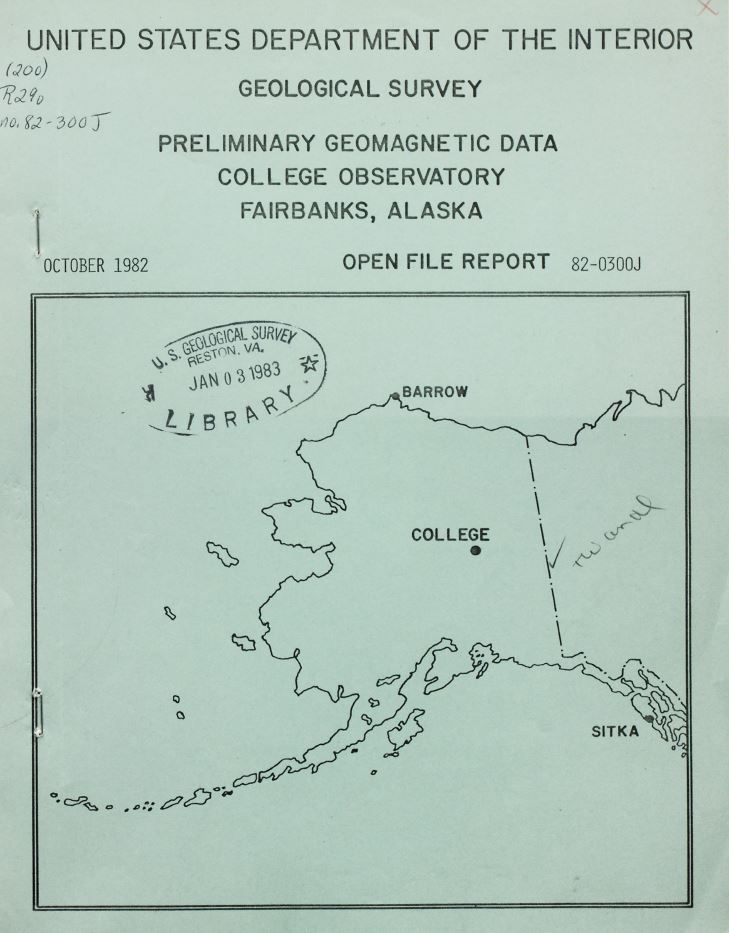 UNITED STATES DEPARTMENT OF THE INTERIOR
(200)
R290
no. 82-300J
GEOLOGICAL SURVEY
PRELIMINARY GEOMAGNETIC DATA
COLLEGE OBSERVATORY
FAIRBANKS, ALASKA
OCTOBER 1982
OPEN FILE REPORT 82-0300J
U.S. GEOLOGICAL SURVEY
RESTON, VA.
JAN 03 1983
LIBRARY
BARROW
COLLEGE
SITKA